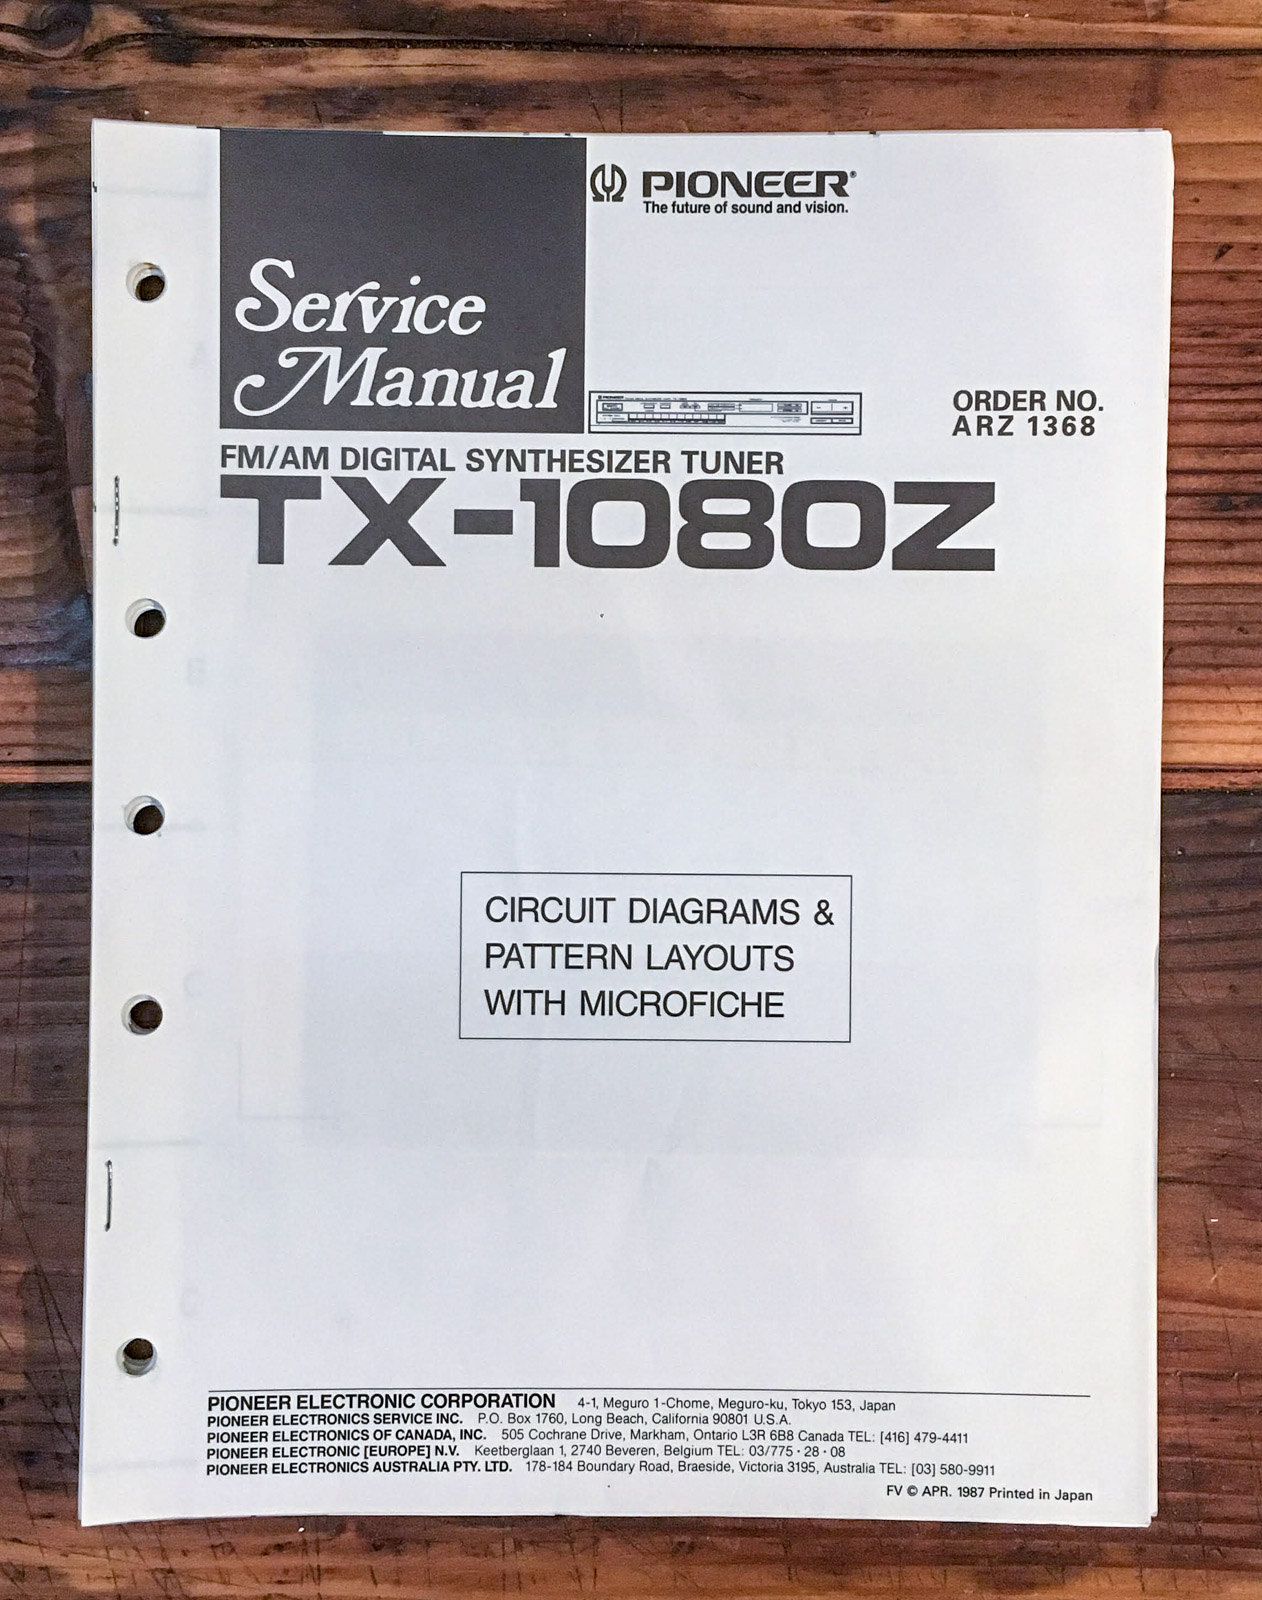 PIONEER®
The future of sound and vision.
Service
Manual
ORDER NO.
ARZ 1368
FM/AM DIGITAL SYNTHESIZER TUNER
TX-1080Z
CIRCUIT DIAGRAMS &
PATTERN LAYOUTS
WITH MICROFICHE
PIONEER ELECTRONIC CORPORATION 4-1, Meguro 1-Chome, Meguro-ku, Tokyo 153, Japan
PIONEER ELECTRONICS SERVICE INC. P.O. Box 1760, Long Beach, California 90801 U.S.A.
PIONEER ELECTRONICS OF CANADA, INC. 505 Cochrane Drive, Markham, Ontario L3R 6B8 Canada TEL: [416] 479-4411
PIONEER ELECTRONIC [EUROPE] N.V. Keetberglaan 1, 2740 Beveren, Belgium TEL: 03/775·28·08
PIONEER ELECTRONICS AUSTRALIA PTY. LTD. 178-184 Boundary Road, Braeside, Victoria 3195, Australia TEL: [03] 580-9911
FV © APR. 1987 Printed in Japan